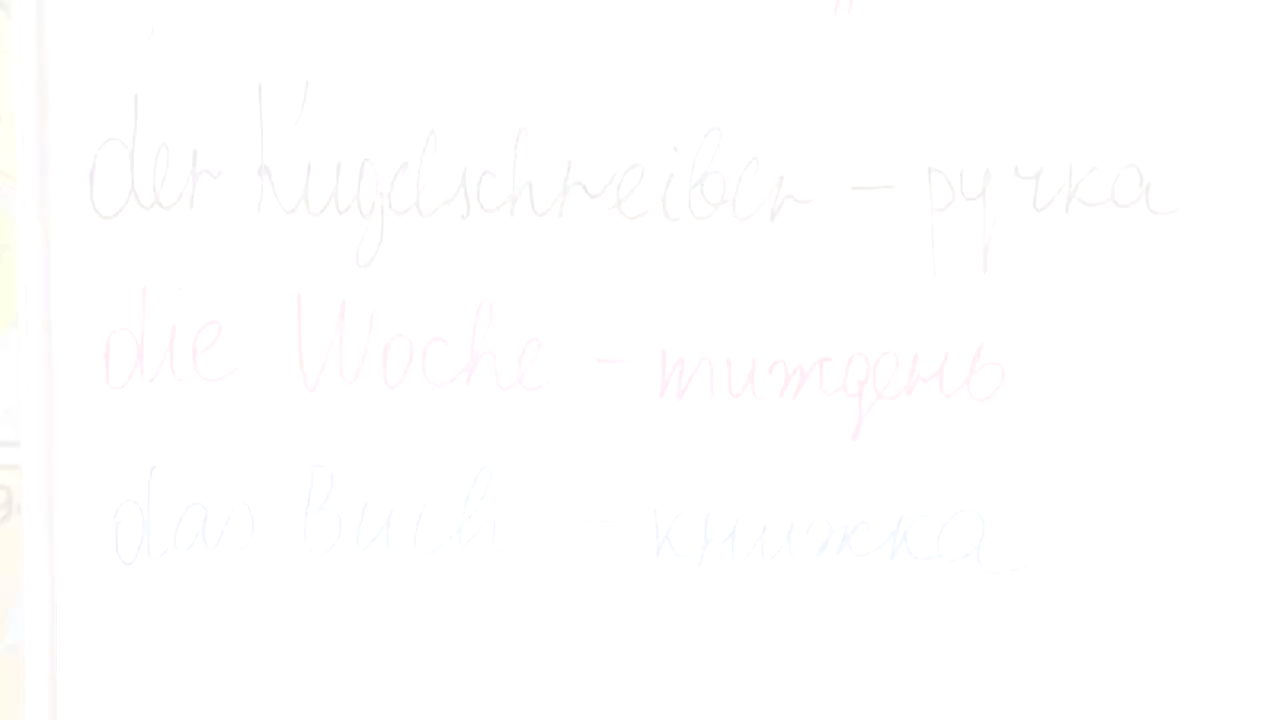 der Kugelschreiber – ручка
die Woche – тиждень
das Buch – книжка